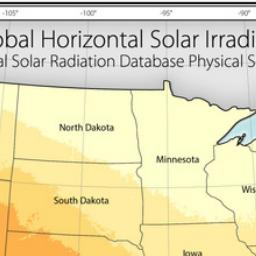 -105° -100° -95° -90°
obal Horizontal Solar Irradi
al Solar Radiation Database Physical S
North Dakota
Minnesota
South Dakota
Wis
Iowa